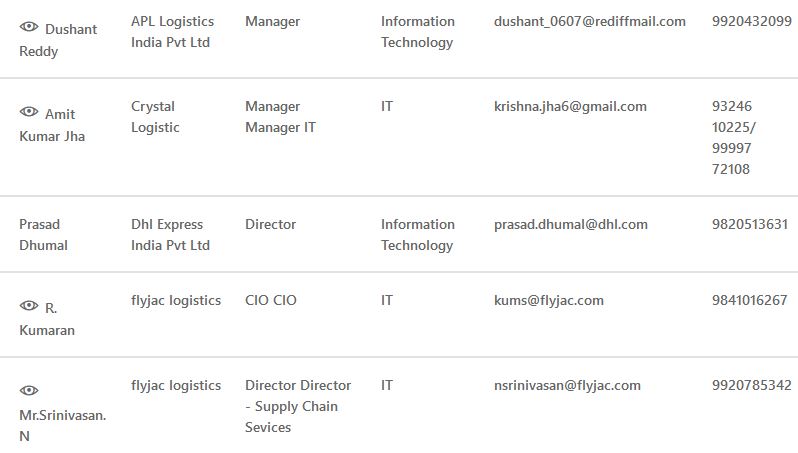 Dushant Reddy APL Logistics India Pvt Ltd Manager Information Technology dushant_0607@rediffmail.com 9920432099
Amit Kumar Jha Crystal Logistic Manager Manager IT IT krishna.jha6@gmail.com 93246 10225/ 99997 72108
Prasad Dhumal Dhl Express India Pvt Ltd Director Information Technology prasad.dhumal@dhl.com 9820513631
R. Kumaran flyjac logistics CIO CIO IT kums@flyjac.com 9841016267
Mr.Srinivasan. N flyjac logistics Director Director - Supply Chain Sevices IT nsrinivasan@flyjac.com 9920785342